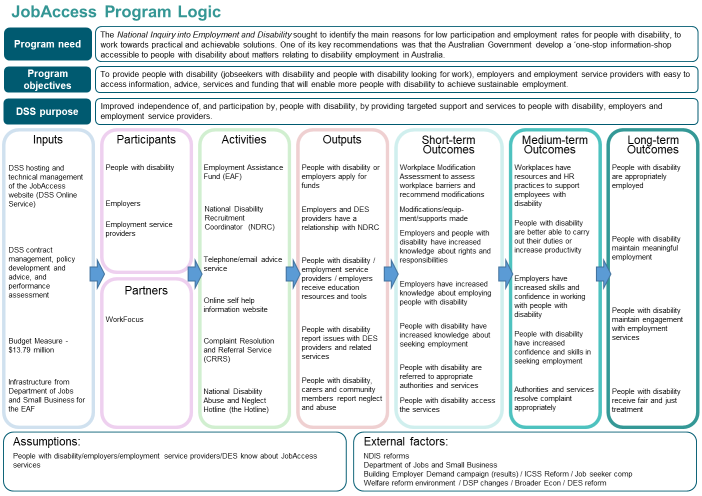 JobAccess Program Logic
Program need
The National Inquiry into Employment and Disability sought to identify the main reasons for low participation and employment rates for people with disability, to
work towards practical and achievable solutions. One of its key recommendations was that the Australian Government develop a 'one-stop information-shop
accessible to people with disability about matters relating to disability employment in Australia.
Program
objectives
To provide people with disability (jobseekers with disability and people with disability looking for work), employers and employment service providers with easy to
access information, advice, services and funding that will enable more people with disability to achieve sustainable employment.
DSS purpose
Improved independence of, and participation by, people with disability, by providing targeted support and services to people with disability, employers and
employment service providers.
Inputs
DSS hosting and
technical management
of the JobAccess
website (DSS Online
Service)
DSS contract
management, policy
development and
advice, and
performance
assessment
Budget Measure -
$13.79 million
Infrastructure from
Department of Jobs
and Small Business for
the EAF
Participants
People with disability
Employers
Employment service
providers
Partners
WorkFocus
Activities
Employment Assistance
Fund (EAF)
National Disability
Recruitment
Coordinator (NDRC)
Telephone/email advice
service
Online self help
information website
Complaint Resolution
and Referral Service
(CRRS)
National Disability
Abuse and Neglect
Hotline (the Hotline)
Outputs
People with disability or
employers apply for
funds
Employers and DES
providers have a
relationship with NDRC
People with disability /
employment service
providers / employers
receive education
resources and tools
People with disability
report issues with DES
providers and related
services
People with disability,
carers and community
members report neglect
and abuse
Short-term
Outcomes
Workplace Modification
Assessment to assess
workplace barriers and
recommend modifications
Modifications/equip-
ment/supports made
Employers and people with
disability have increased
knowledge about rights and
responsibilities
Employers have increased
knowledge about employing
people with disability
People with disability have
increased knowledge about
seeking employment
People with disability are
referred to appropriate
authorities and services
People with disability access
the services
Medium-term
Outcomes
Workplaces have
resources and HR
practices to support
employees with
disability
People with disability
are better able to carry
out their duties or
increase productivity
Employers have
increased skills and
confidence in working
with people with
disability
People with disability
have increased
confidence and skills in
seeking employment
Authorities and services
resolve complaint
appropriately
Long-term
Outcomes
People with disability
are appropriately
employed
People with disability
maintain meaningful
employment
People with disability
maintain engagement
with employment
services
People with disability
receive fair and just
treatment
Assumptions:
People with disability/employers/employment service providers/DES know about JobAccess
services
External factors:
NDIS reforms
Department of Jobs and Small Business
Building Employer Demand campaign (results) / ICSS Reform / Job seeker comp
Welfare reform environment / DSP changes / Broader Econ / DES reform